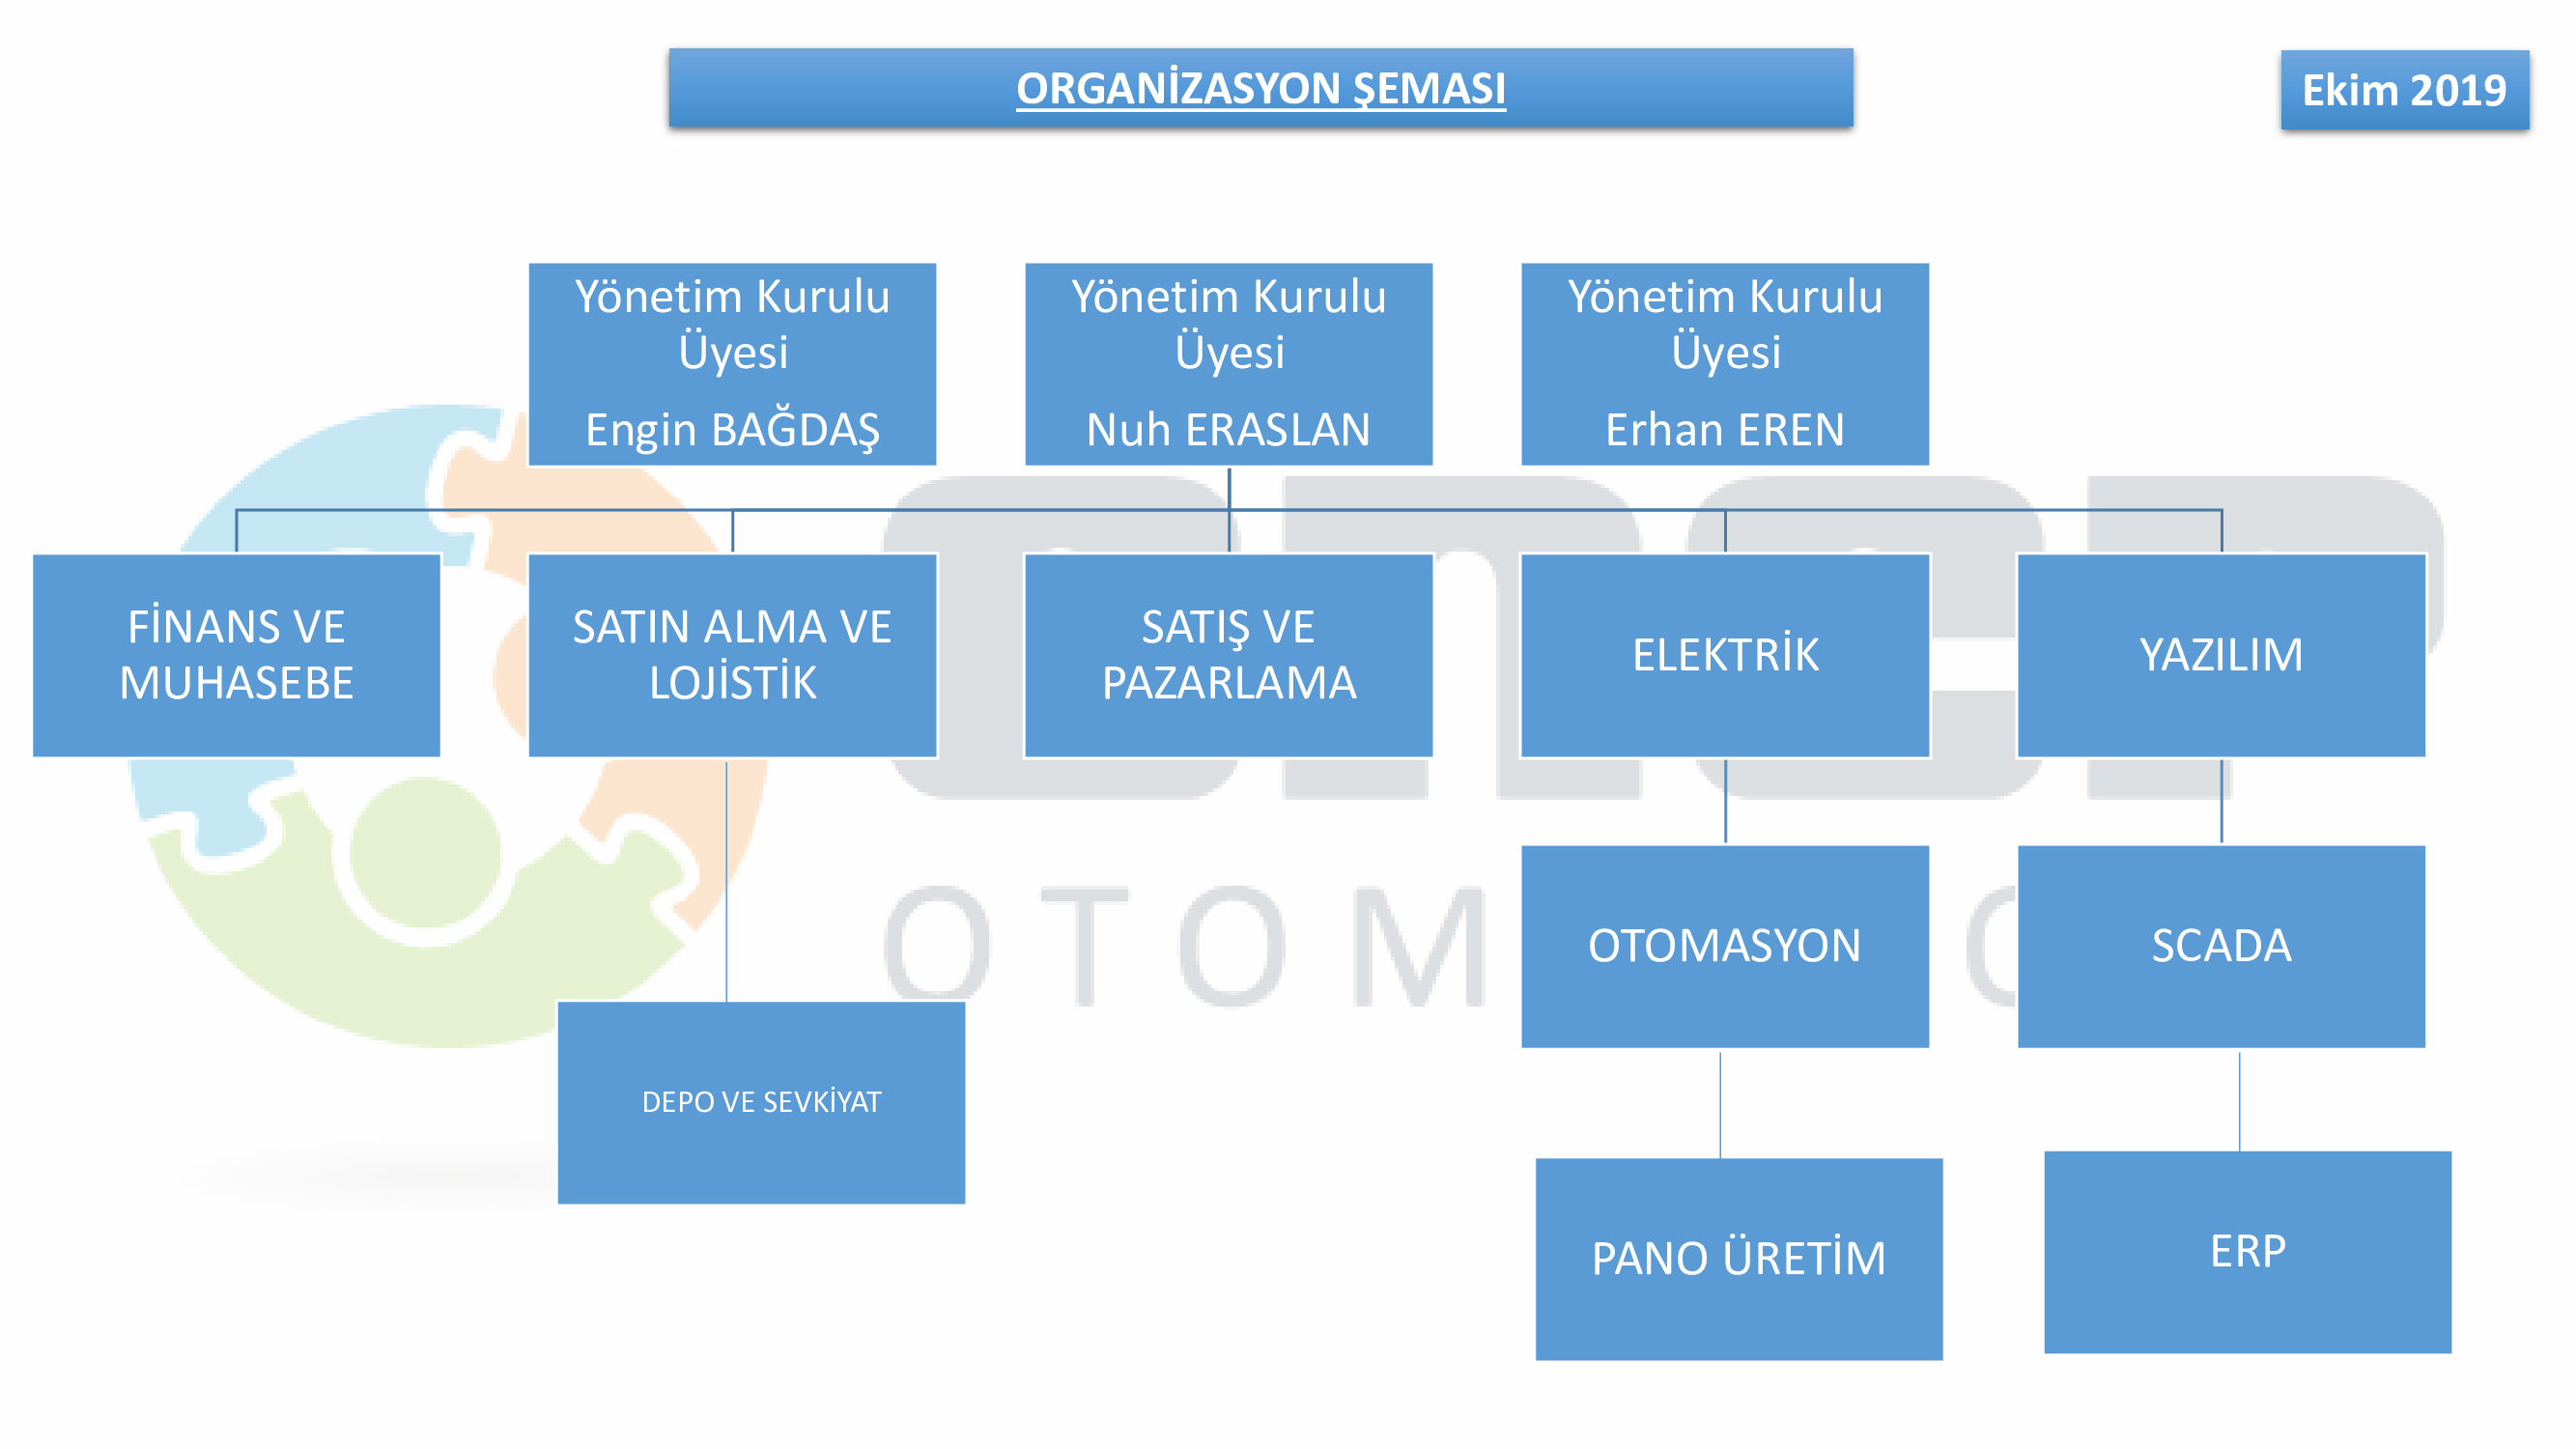 ORGANİZASYON ŞEMASI
Ekim 2019
Yönetim Kurulu
Üyesi
Engin BAĞDAŞ
Yönetim Kurulu
Üyesi
Nuh ERASLAN
Yönetim Kurulu
Üyesi
Erhan EREN
FİNANS VE
MUHASEBE
SATIN ALMA VE
LOJİSTİK
SATIŞ VE
PAZARLAMA
ELEKTRİK
YAZILIM
OTOMASYON
SCADA
DEPO VE SEVKİYAT
PANO ÜRETİM
ERP